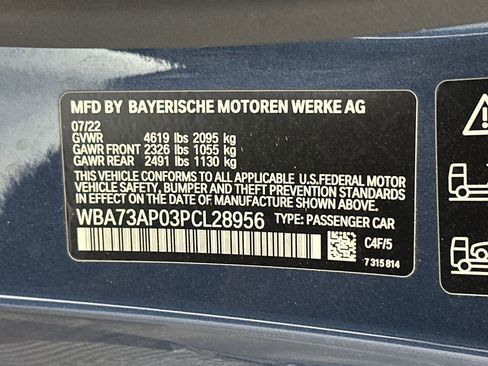 MFD BY BAYERISCHE MOTOREN WERKE AG
07/22
GVWR 4619 lbs 2095 kg
GAWR FRONT 2326 lbs 1055 kg
GAWR REAR 2491 lbs 1130 kg
THIS VEHICLE CONFORMS TO ALL APPLICABLE U.S.FEDERAL MOTOR
VEHICLE SAFETY, BUMPER, AND THEFT PREVENTION STANDARDS
IN EFFECT ON THE DATE OF MANUFACTURE SHOWN ABOVE.
WBA73AP03PCL28956 TYPE: PASSENGER CAR
C4F/5
7 315 814